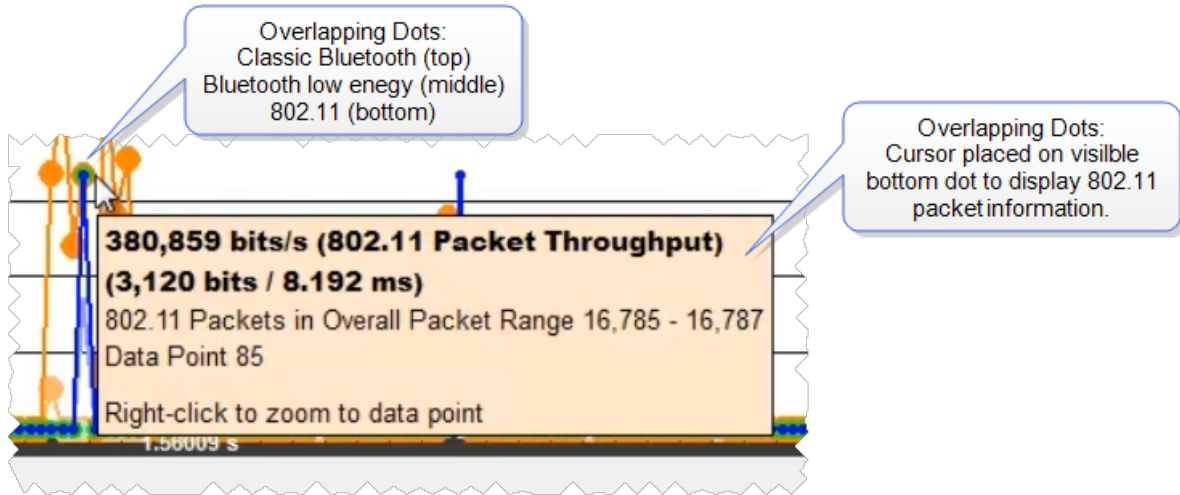 Overlapping Dots:
Classic Bluetooth (top)
Bluetooth low enegy (middle)
802.11 (bottom)
Overlapping Dots:
Cursor placed on visilble
bottom dot to display 802.11
packet information.
380,859 bits/s (802.11 Packet Throughput)
(3,120 bits / 8.192 ms)
802.11 Packets in Overall Packet Range 16,785 - 16,787
Data Point 85
Right-click to zoom to data point
1.56009 s